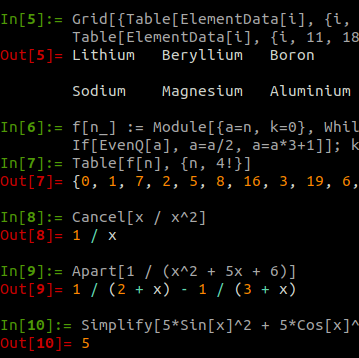 In[5]:= Grid[{Table[ElementData[i], {i,
Table[ElementData[i], {i, 11, 18
Out[5]= Lithium Beryllium Boron
Sodium Magnesium Aluminium
In[6]:= f[n_] := Module[{a=n, k=0}, Whil
If[EvenQ[a], a=a/2, a=a*3+1]]; k
In[7]:= Table[f[n], {n, 4!}]
Out[7]= {0, 1, 7, 2, 5, 8, 16, 3, 19, 6,
In[8]:= Cancel[x / x^2]
Out[8]= 1 / x
In[9]:= Apart[1 / (x^2 + 5x + 6)]
Out[9]= 1 / (2 + x) - 1 / (3 + x)
In[10]:= Simplify[5*Sin[x]^2 + 5*Cos[x]^
Out[10]= 5